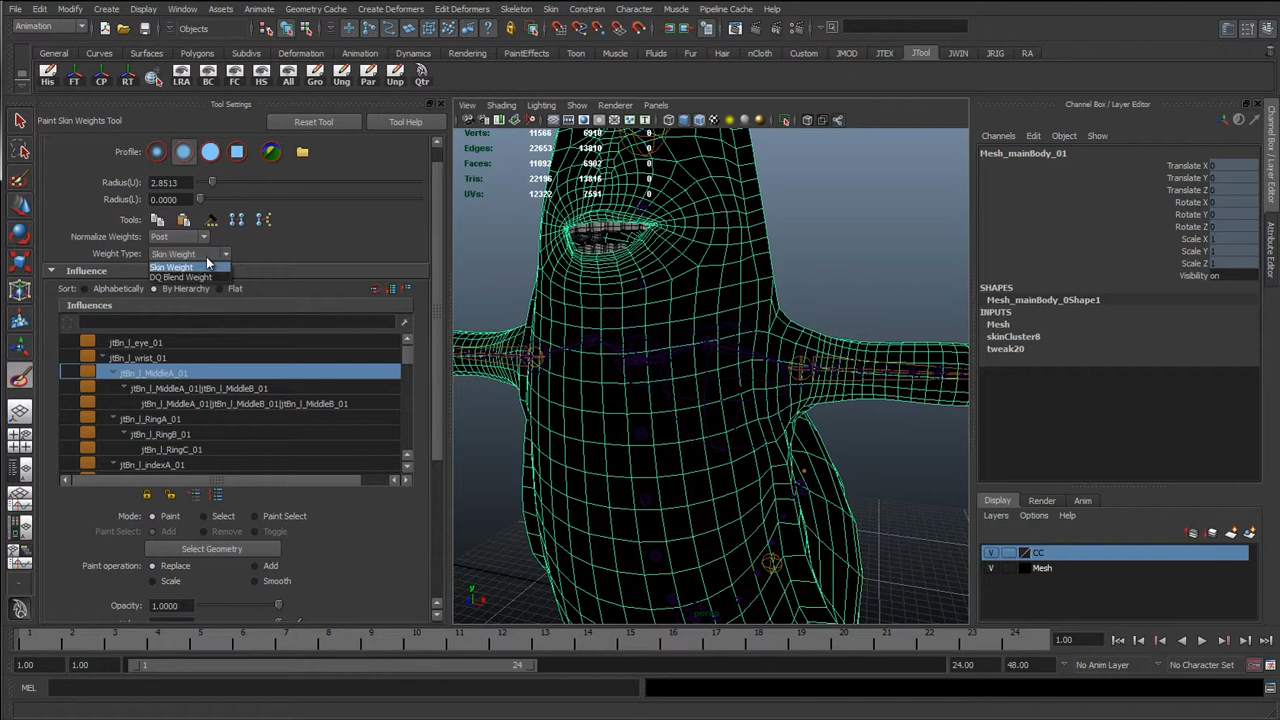 File Edit Modify Create Display Window Assets Animate Geometry Cache Create Deformers Edit Deformers Skeleton Skin Constrain Character Muscle Pipeline Cache Help
Animation Objects
General Curves Surfaces Polygons Subdivs Deformation Animation Dynamics Rendering PaintEffects Toon Muscle Fluids Fur Hair nCloth Custom JMOD JTEX JTool JWIN JRIG RA
His FT CP RT LRA BC FC HS All Gro Ung Par Unp Qtr
Tool Settings
Paint Skin Weights Tool Reset Tool Tool Help
Profile:
Radius(U): 2.8513
Radius(L): 0.0000
Tools:
Normalize Weights: Post
Weight Type: Skin Weight
Skin Weight
DQ Blend Weight
Influence
Sort: Alphabetically By Hierarchy Flat
Influences
jtBn_l_eye_01
jtBn_l_wrist_01
jtBn_l_MiddleA_01
jtBn_l_MiddleA_01|jtBn_l_MiddleB_01
jtBn_l_MiddleA_01|jtBn_l_MiddleB_01|jtBn_l_MiddleB_01
jtBn_l_RingA_01
jtBn_l_RingB_01
jtBn_l_RingC_01
jtBn_l_indexA_01
Mode: Paint Select Paint Select
Paint Select: Add Remove Toggle
Select Geometry
Paint operation: Replace Add
Scale Smooth
Opacity: 1.0000
View Shading Lighting Show Renderer Panels
Verts: 11566 6910 0
Edges: 22653 13810 0
Faces: 11092 6902 0
Tris: 22196 13816 0
UVs: 12322 7591 0
y
x
persp
Channel Box / Layer Editor
Channels Edit Object Show
Mesh_mainBody_01
Translate X 0
Translate Y 0
Translate Z 0
Rotate X 0
Rotate Y 0
Rotate Z 0
Scale X 1
Scale Y 1
Scale Z 1
Visibility on
SHAPES
Mesh_mainBody_0Shape1
INPUTS
Mesh
skinCluster8
tweak20
Display Render Anim
Layers Options Help
V CC
V Mesh
Channel Box / Layer Editor
Attribute Editor
1 2 3 4 5 6 7 8 9 10 11 12 13 14 15 16 17 18 19 20 21 22 23 24 1.00
1.00 1.00 1 24 24.00 48.00 No Anim Layer No Character Set
MEL